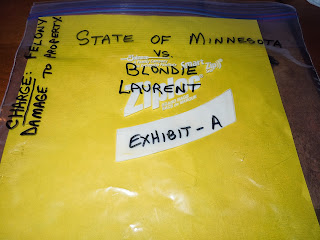 CHARGE: FELONY
DAMAGE TO PROPERTY
STATE OF MINNESOTA
VS.
BLONDIE
LAURENT
Ziploc
EXHIBIT - A